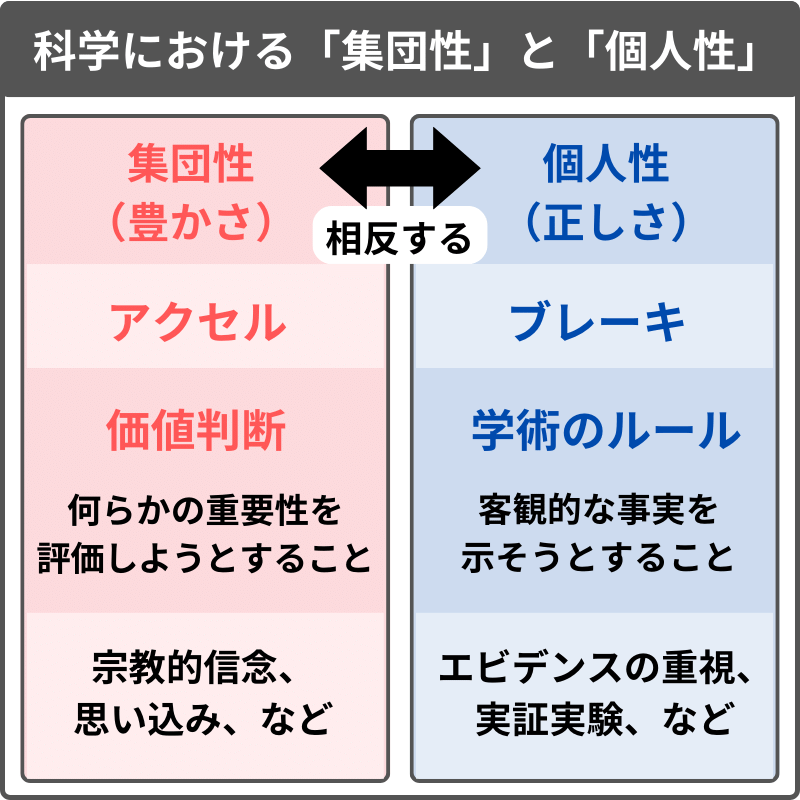 科学における「集団性」と「個人性」
集団性
（豊かさ）
個人性
（正しさ）
相反する
アクセル
ブレーキ
価値判断
何らかの重要性を
評価しようとすること
学術のルール
客観的な事実を
示そうとすること
宗教的信念、
思い込み、など
エビデンスの重視、
実証実験、など